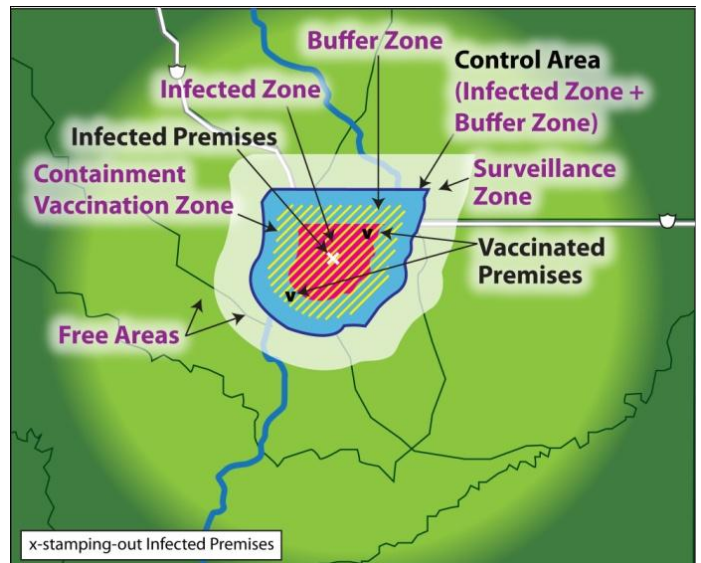 Buffer Zone
Control Area
(Infected Zone +
Buffer Zone)
Infected Zone
Infected Premises
Containment
Vaccination Zone
Surveillance
Zone
v
Vaccinated
Premises
x
v
Free Areas
x-stamping-out Infected Premises